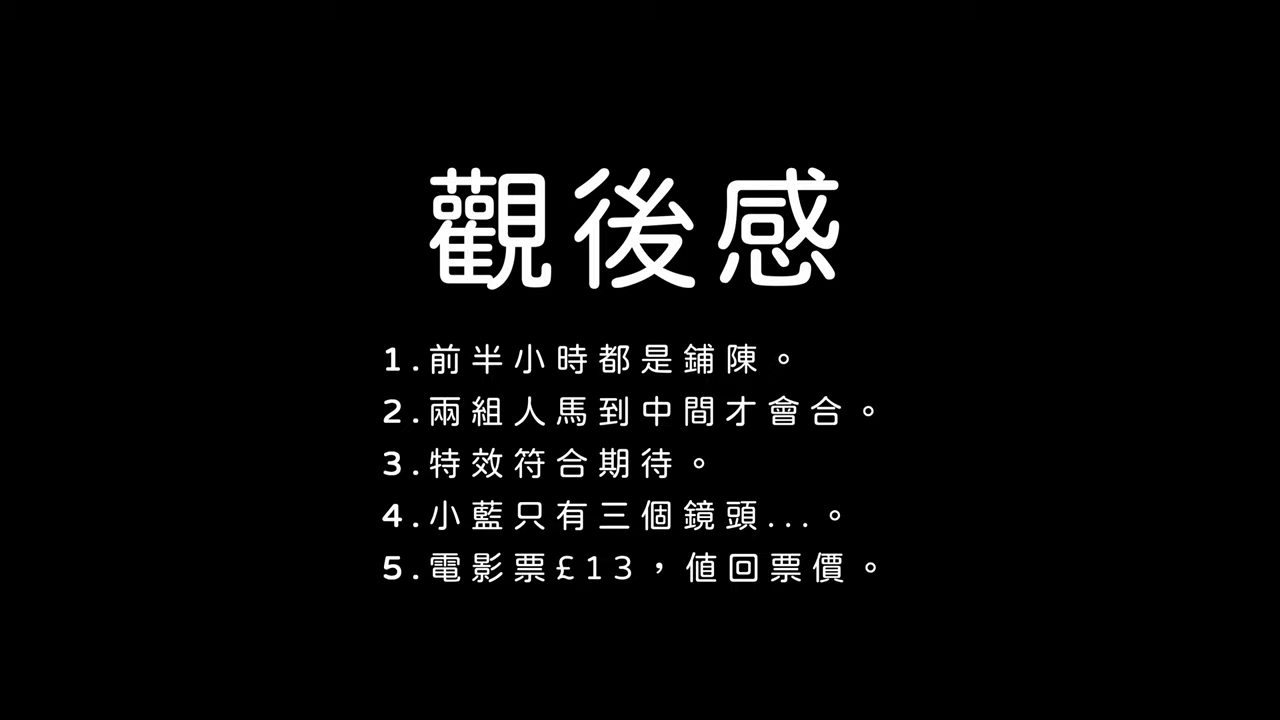 觀後感
1.前半小時都是鋪陳。
2.兩組人馬到中間才會合。
3.特效符合期待。
4.小藍只有三個鏡頭...。
5.電影票£13，值回票價。